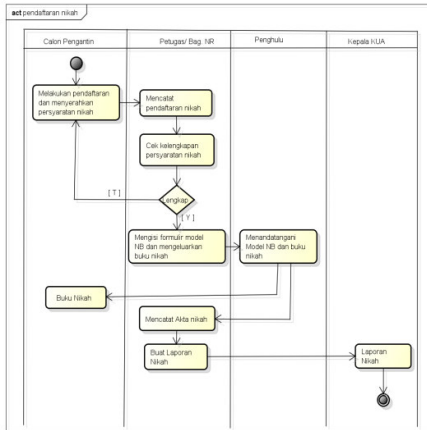 act pendaftaran nikah
Calon Pengantin
Petugas/ Bag. NR
Penghulu
Kepala KUA
Melakukan pendaftaran
dan menyerahkan
persyaratan nikah
Mencatat
pendaftaran nikah
Cek kelengkapan
persyaratan nikah
Lengkap
[ T ]
[ Y ]
Mengisi formulir model
NB dan mengeluarkan
buku nikah
Menandatangani
Model NB dan buku
nikah
Buku Nikah
Mencatat Akta nikah
Buat Laporan
Nikah
Laporan
Nikah